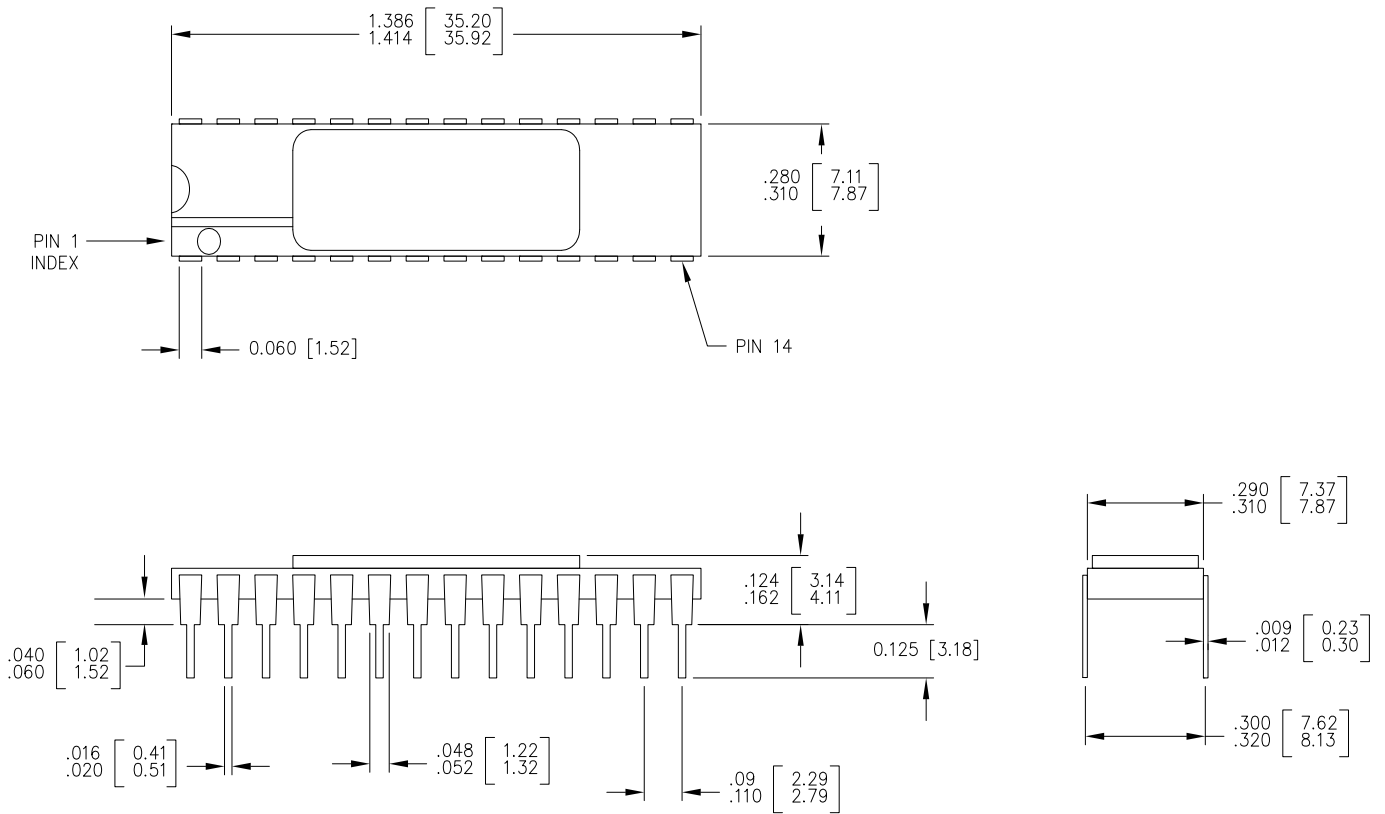 1.386 [ 35.20
1.414 35.92 ]
.280 [ 7.11
.310 7.87 ]
PIN 1
INDEX
0.060 [1.52]
PIN 14
.290 [ 7.37
.310 7.87 ]
.124 [ 3.14
.162 4.11 ]
.009 [ 0.23
.012 0.30 ]
0.125 [3.18]
.040 [ 1.02
.060 1.52 ]
.300 [ 7.62
.320 8.13 ]
.016 [ 0.41
.020 0.51 ]
.048 [ 1.22
.052 1.32 ]
.09 [ 2.29
.110 2.79 ]